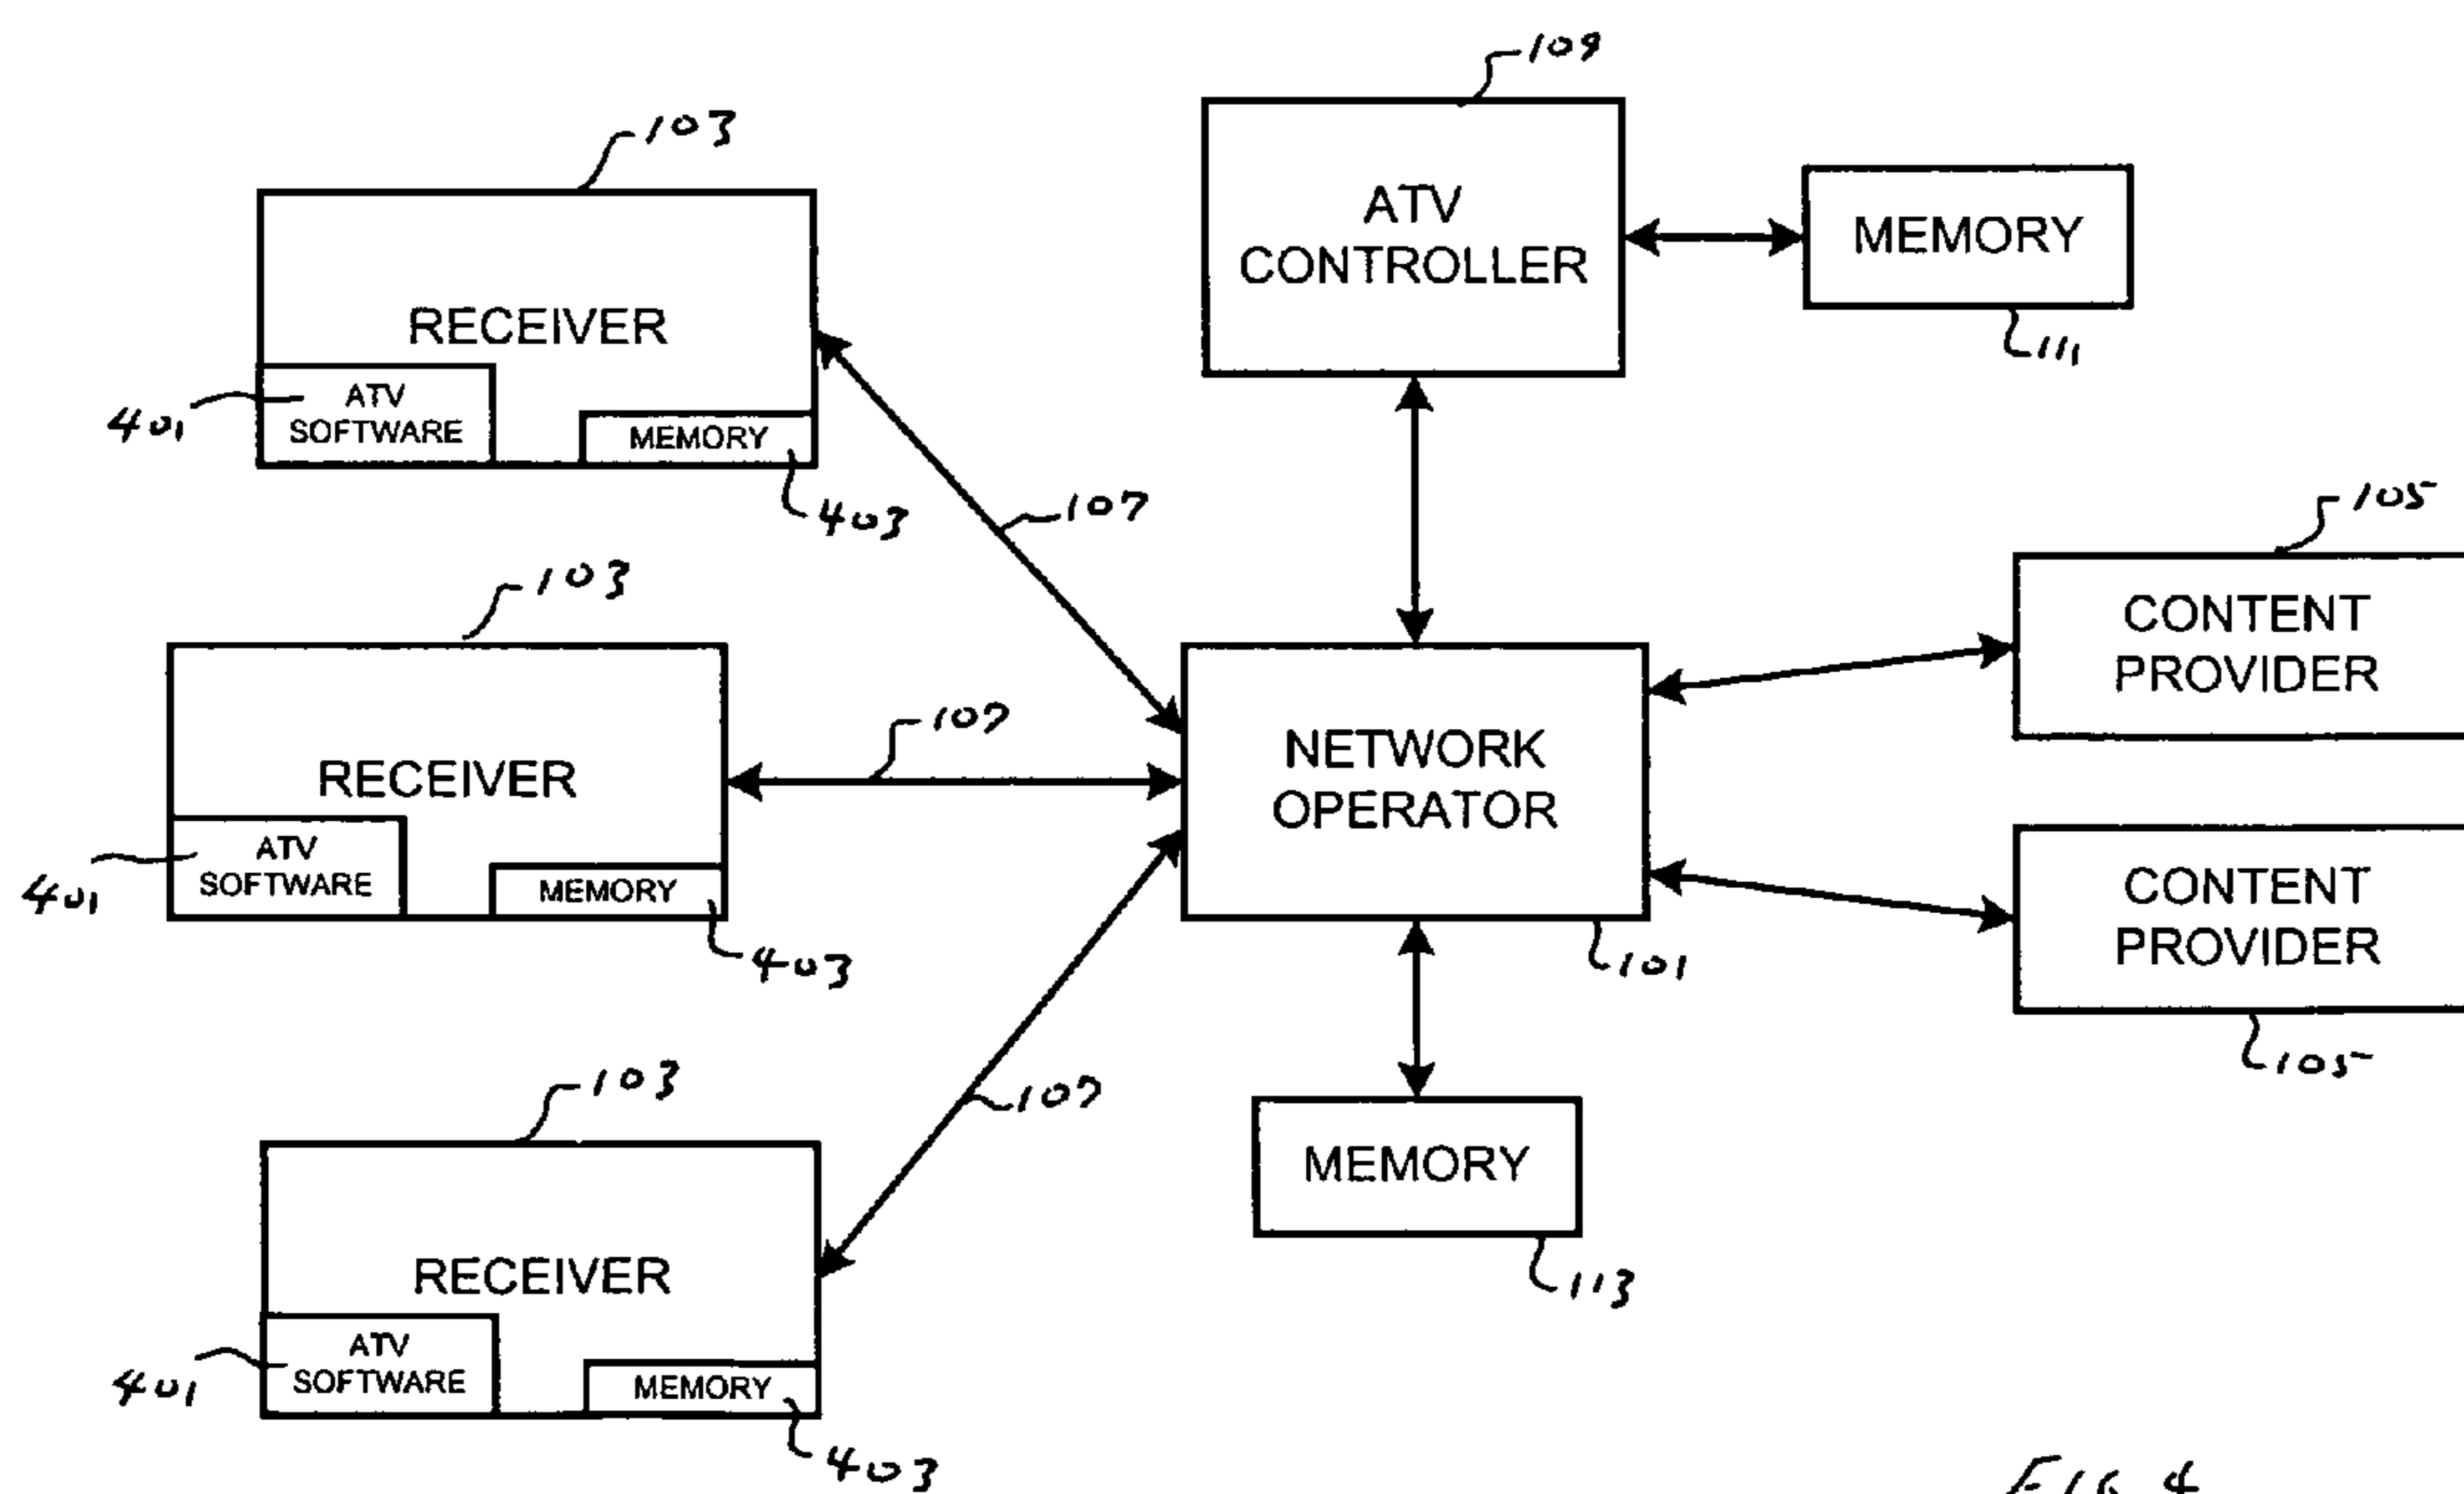 109
103
ATV
CONTROLLER
MEMORY
111
RECEIVER
ATV
SOFTWARE
MEMORY
401
403
107
105
CONTENT
PROVIDER
103
RECEIVER
ATV
SOFTWARE
MEMORY
401
403
107
NETWORK
OPERATOR
101
CONTENT
PROVIDER
105
103
107
MEMORY
113
RECEIVER
ATV
SOFTWARE
MEMORY
401
403
FIG. 4